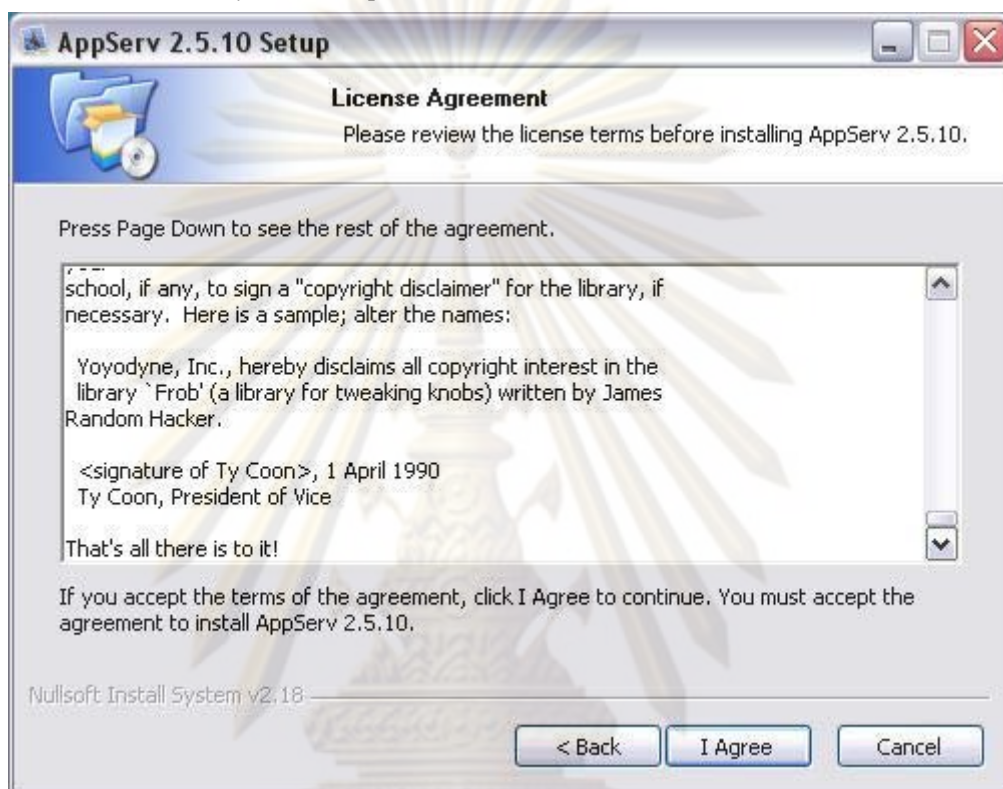 AppServ 2.5.10 Setup
License Agreement
Please review the license terms before installing AppServ 2.5.10.
Press Page Down to see the rest of the agreement.
school, if any, to sign a "copyright disclaimer" for the library, if
necessary. Here is a sample; alter the names:
Yoyodyne, Inc., hereby disclaims all copyright interest in the
library `Frob' (a library for tweaking knobs) written by James
Random Hacker.
<signature of Ty Coon>, 1 April 1990
Ty Coon, President of Vice
That's all there is to it!
If you accept the terms of the agreement, click I Agree to continue. You must accept the
agreement to install AppServ 2.5.10.
Nullsoft Install System v2.18
< Back
I Agree
Cancel